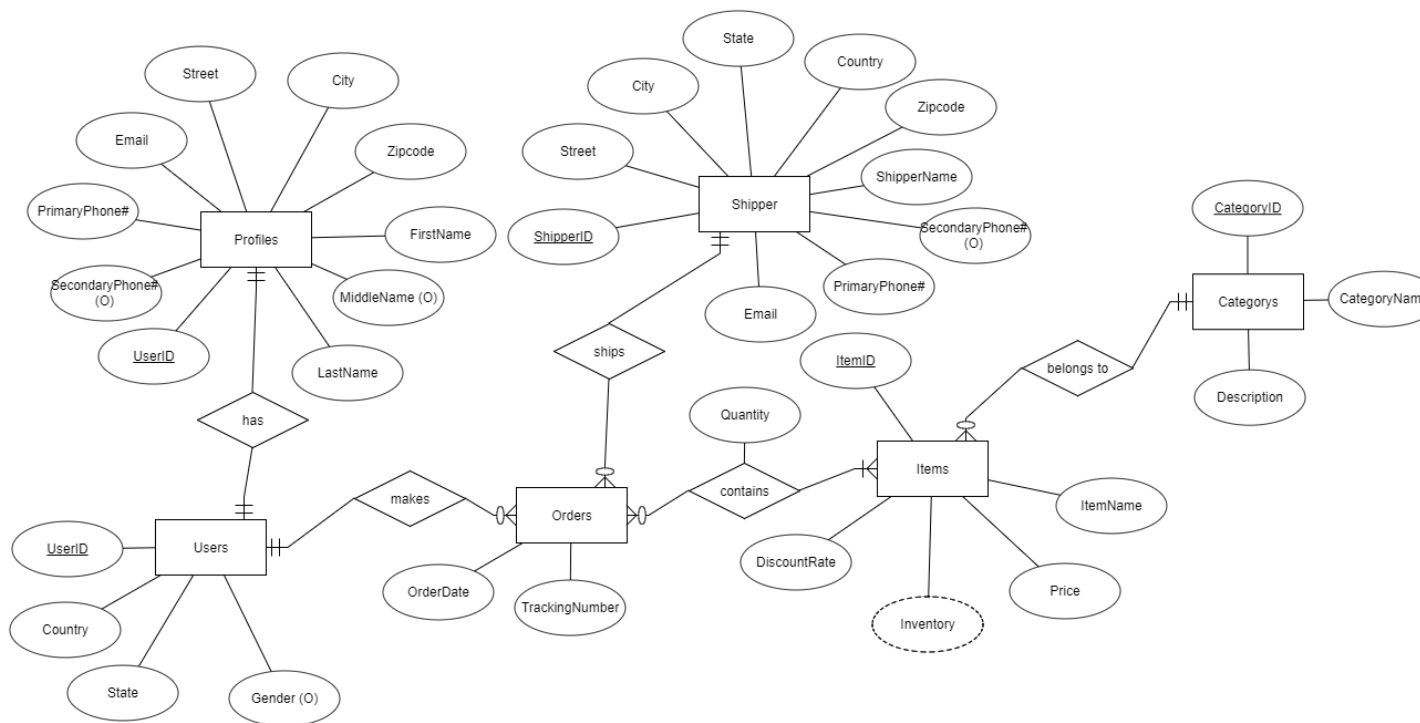 State
Street
City
Country
City
Zipcode
Email
Zipcode
Street
ShipperName
PrimaryPhone#
Profiles
FirstName
Shipper
ShipperID
SecondaryPhone#
(O)
CategoryID
SecondaryPhone#
(O)
MiddleName (O)
PrimaryPhone#
Email
Categorys
CategoryName
UserID
LastName
ships
ItemID
belongs to
Description
has
Quantity
makes
contains
Items
Orders
ItemName
UserID
Users
DiscountRate
Price
OrderDate
TrackingNumber
Inventory
Country
State
Gender (O)